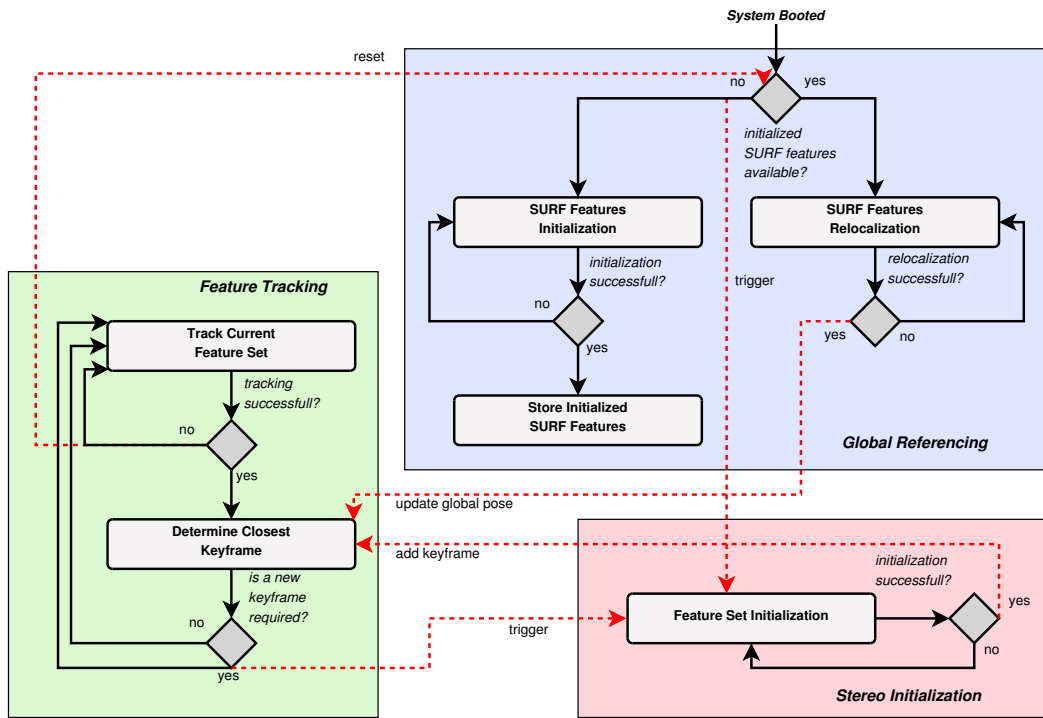 System Booted
reset
no
yes
initialized
SURF features
available?
SURF Features
Initialization
SURF Features
Relocalization
initialization
successfull?
relocalization
successfull?
trigger
no
yes
yes
no
Store Initialized
SURF Features
Global Referencing
Feature Tracking
Track Current
Feature Set
tracking
successfull?
no
yes
update global pose
Determine Closest
Keyframe
add keyframe
is a new
keyframe
required?
no
yes
trigger
initialization
successfull?
Feature Set Initialization
yes
no
Stereo Initialization